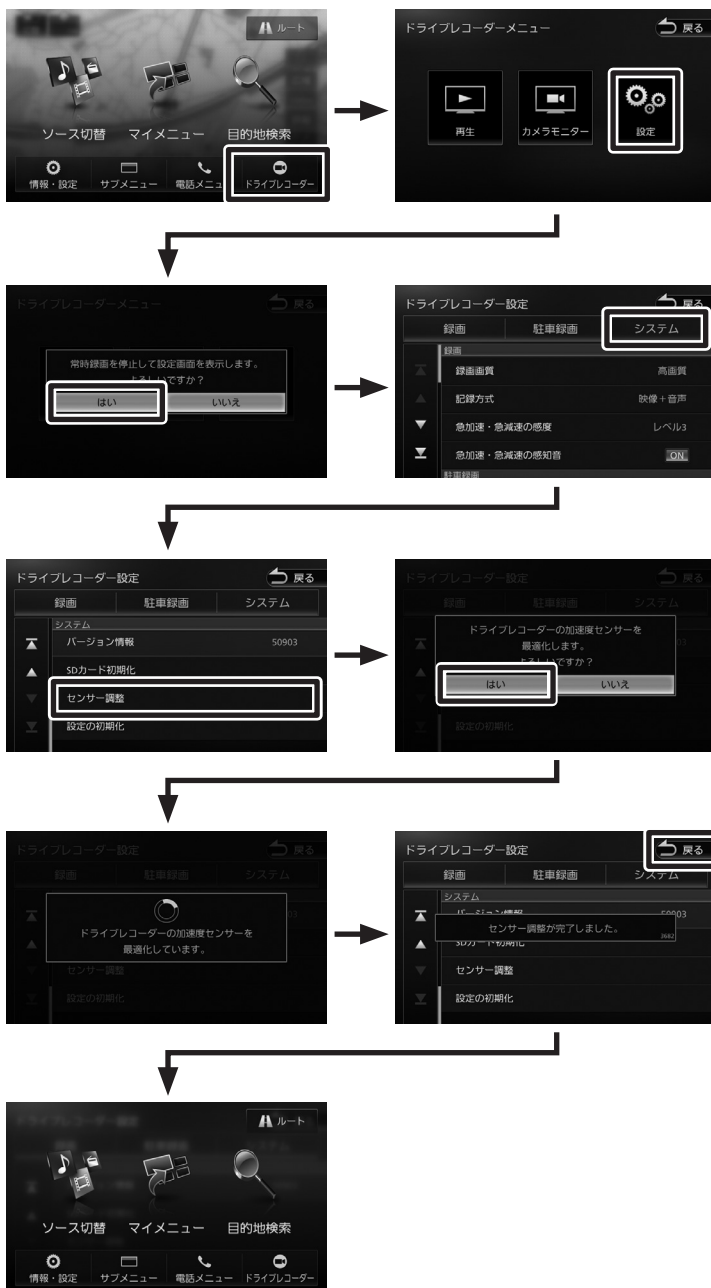 ルート
ソース切替 マイメニュー 目的地検索
情報・設定 サブメニュー 電話メニュ ドライブレコーダー
ドライブレコーダーメニュー 戻る
再生 カメラモニター 設定
ドライブレコーダーメニュー 戻る
常時録画を停止して設定画面を表示します。
よろしいですか？
はい いいえ
ドライブレコーダー設定 戻る
録画 駐車録画 システム
録画
録画画質 高画質
記録方式 映像＋音声
急加速・急減速の感度 レベル3
急加速・急減速の感知音 ON
駐車録画
ドライブレコーダー設定 戻る
録画 駐車録画 システム
システム
バージョン情報 50903
SDカード初期化
センサー調整
設定の初期化
ドライブレコーダー設定 戻る
録画 駐車録画 システム
ドライブレコーダーの加速度センサーを
最適化します。
よろしいですか？
03
はい いいえ
設定の初期化
ドライブレコーダー設定 戻る
録画 駐車録画 システム
03
ドライブレコーダーの加速度センサーを
最適化しています。
センサー調整
設定の初期化
ドライブレコーダー設定 戻る
録画 駐車録画 システム
システム
バージョン情報 50903
センサー調整が完了しました。
J682
SDカード初期化
センサー調整
設定の初期化
ルート
ソース切替 マイメニュー 目的地検索
情報・設定 サブメニュー 電話メニュー ドライブレコーダー